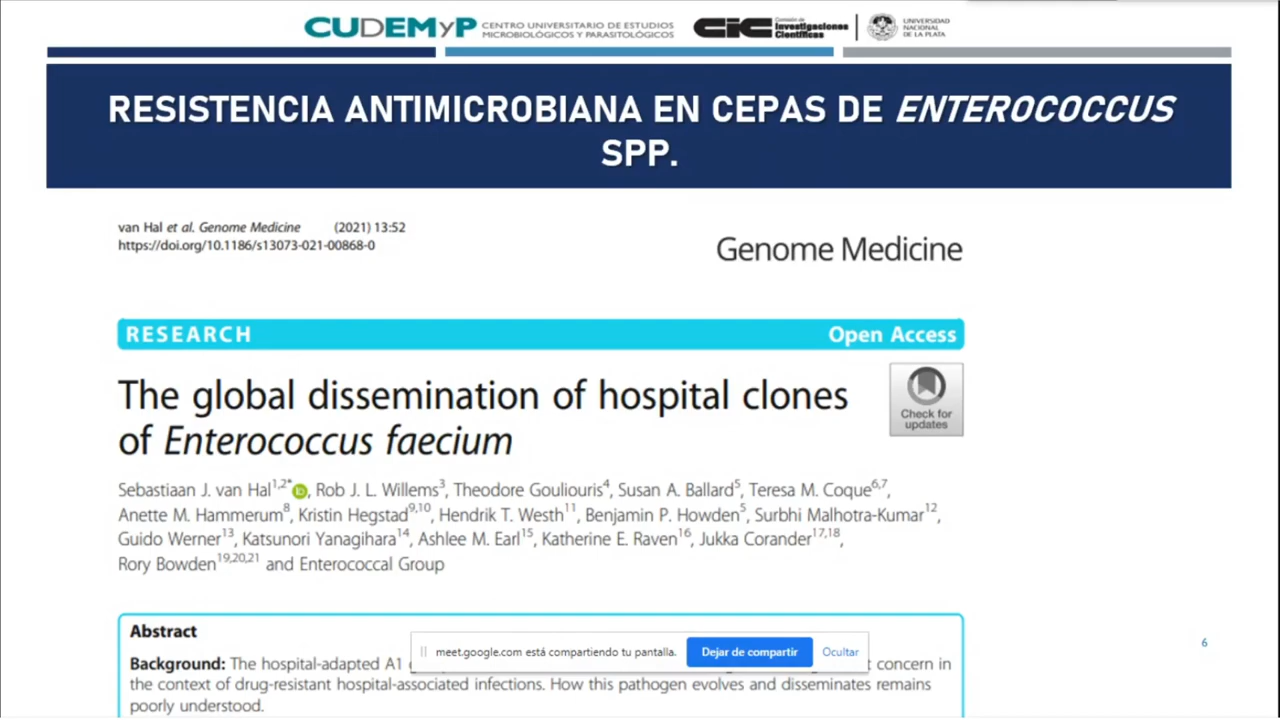 CUDEMyP CENTRO UNIVERSITARIO DE ESTUDIOS
MICROBIOLÓGICOS Y PARASITOLÓGICOS
CIC Comisión de
Investigaciones
Científicas
UNIVERSIDAD
NACIONAL
DE LA PLATA
RESISTENCIA ANTIMICROBIANA EN CEPAS DE ENTEROCOCCUS
SPP.
van Hal et al. Genome Medicine (2021) 13:52
https://doi.org/10.1186/s13073-021-00868-0
Genome Medicine
RESEARCH Open Access
The global dissemination of hospital clones
of Enterococcus faecium
Check for
updates
Sebastiaan J. van Hal1,2*, Rob J. L. Willems3, Theodore Gouliouris4, Susan A. Ballard5, Teresa M. Coque6,7,
Anette M. Hammerum8, Kristin Hegstad9,10, Hendrik T. Westh11, Benjamin P. Howden5, Surbhi Malhotra-Kumar12,
Guido Werner13, Katsunori Yanagihara14, Ashlee M. Earl15, Katherine E. Raven16, Jukka Corander17,18,
Rory Bowden19,20,21 and Enterococcal Group
Abstract
meet.google.com está compartiendo tu pantalla. Dejar de compartir Ocultar
6
Background: The hospital-adapted A1 concern in
the context of drug-resistant hospital-associated infections. How this pathogen evolves and disseminates remains
poorly understood.